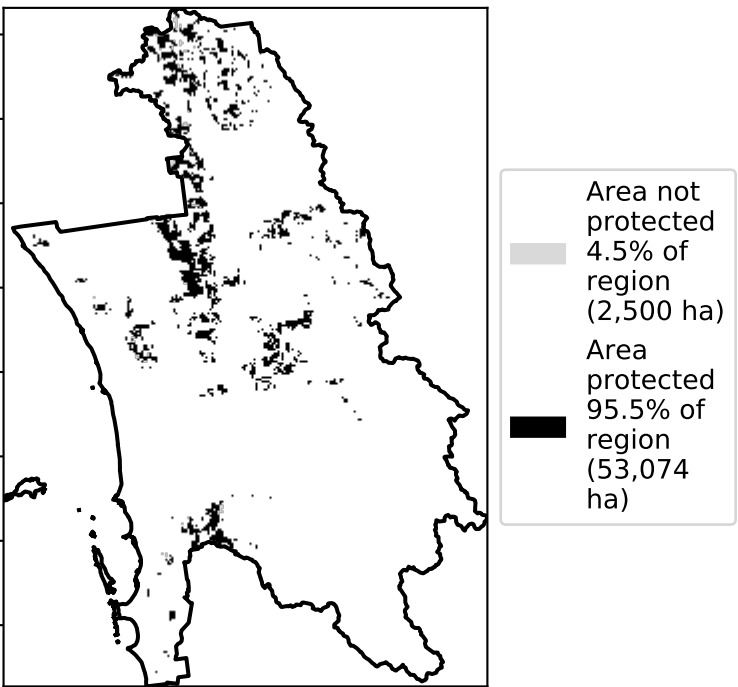 Area not
protected
4.5% of
region
(2,500 ha)
Area
protected
95.5% of
region
(53,074
ha)